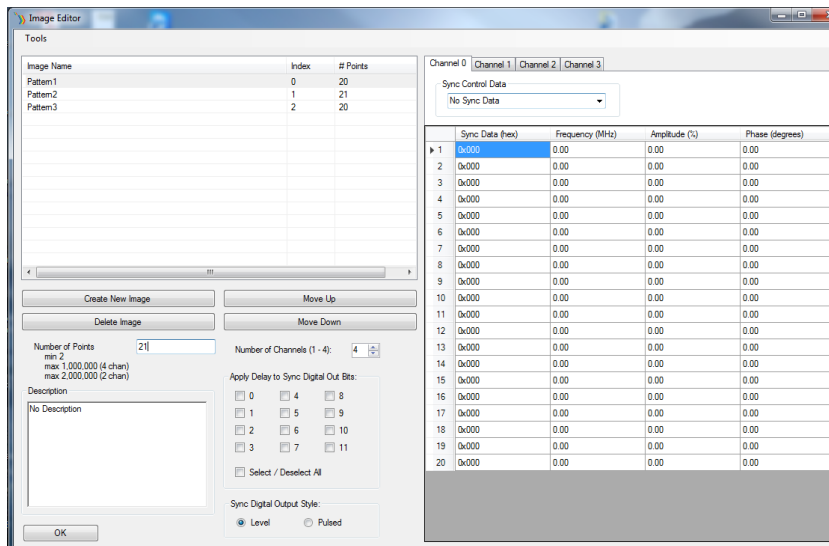 Image Editor
Tools
Image Name Index # Points
Pattern1 0 20
Pattern2 1 21
Pattern3 2 20
Create New Image Move Up
Delete Image Move Down
Number of Points 21
min 2
max 1,000,000 (4 chan)
max 2,000,000 (2 chan)
Number of Channels (1 - 4): 4
Description
No Description
Apply Delay to Sync Digital Out Bits:
0 4 8
1 5 9
2 6 10
3 7 11
Select / Deselect All
Sync Digital Output Style:
Level Pulsed
OK
Channel 0 Channel 1 Channel 2 Channel 3
Sync Control Data
No Sync Data
Sync Data (hex) Frequency (MHz) Amplitude (%) Phase (degrees)
1 0x000 0.00 0.00 0.00
2 0x000 0.00 0.00 0.00
3 0x000 0.00 0.00 0.00
4 0x000 0.00 0.00 0.00
5 0x000 0.00 0.00 0.00
6 0x000 0.00 0.00 0.00
7 0x000 0.00 0.00 0.00
8 0x000 0.00 0.00 0.00
9 0x000 0.00 0.00 0.00
10 0x000 0.00 0.00 0.00
11 0x000 0.00 0.00 0.00
12 0x000 0.00 0.00 0.00
13 0x000 0.00 0.00 0.00
14 0x000 0.00 0.00 0.00
15 0x000 0.00 0.00 0.00
16 0x000 0.00 0.00 0.00
17 0x000 0.00 0.00 0.00
18 0x000 0.00 0.00 0.00
19 0x000 0.00 0.00 0.00
20 0x000 0.00 0.00 0.00